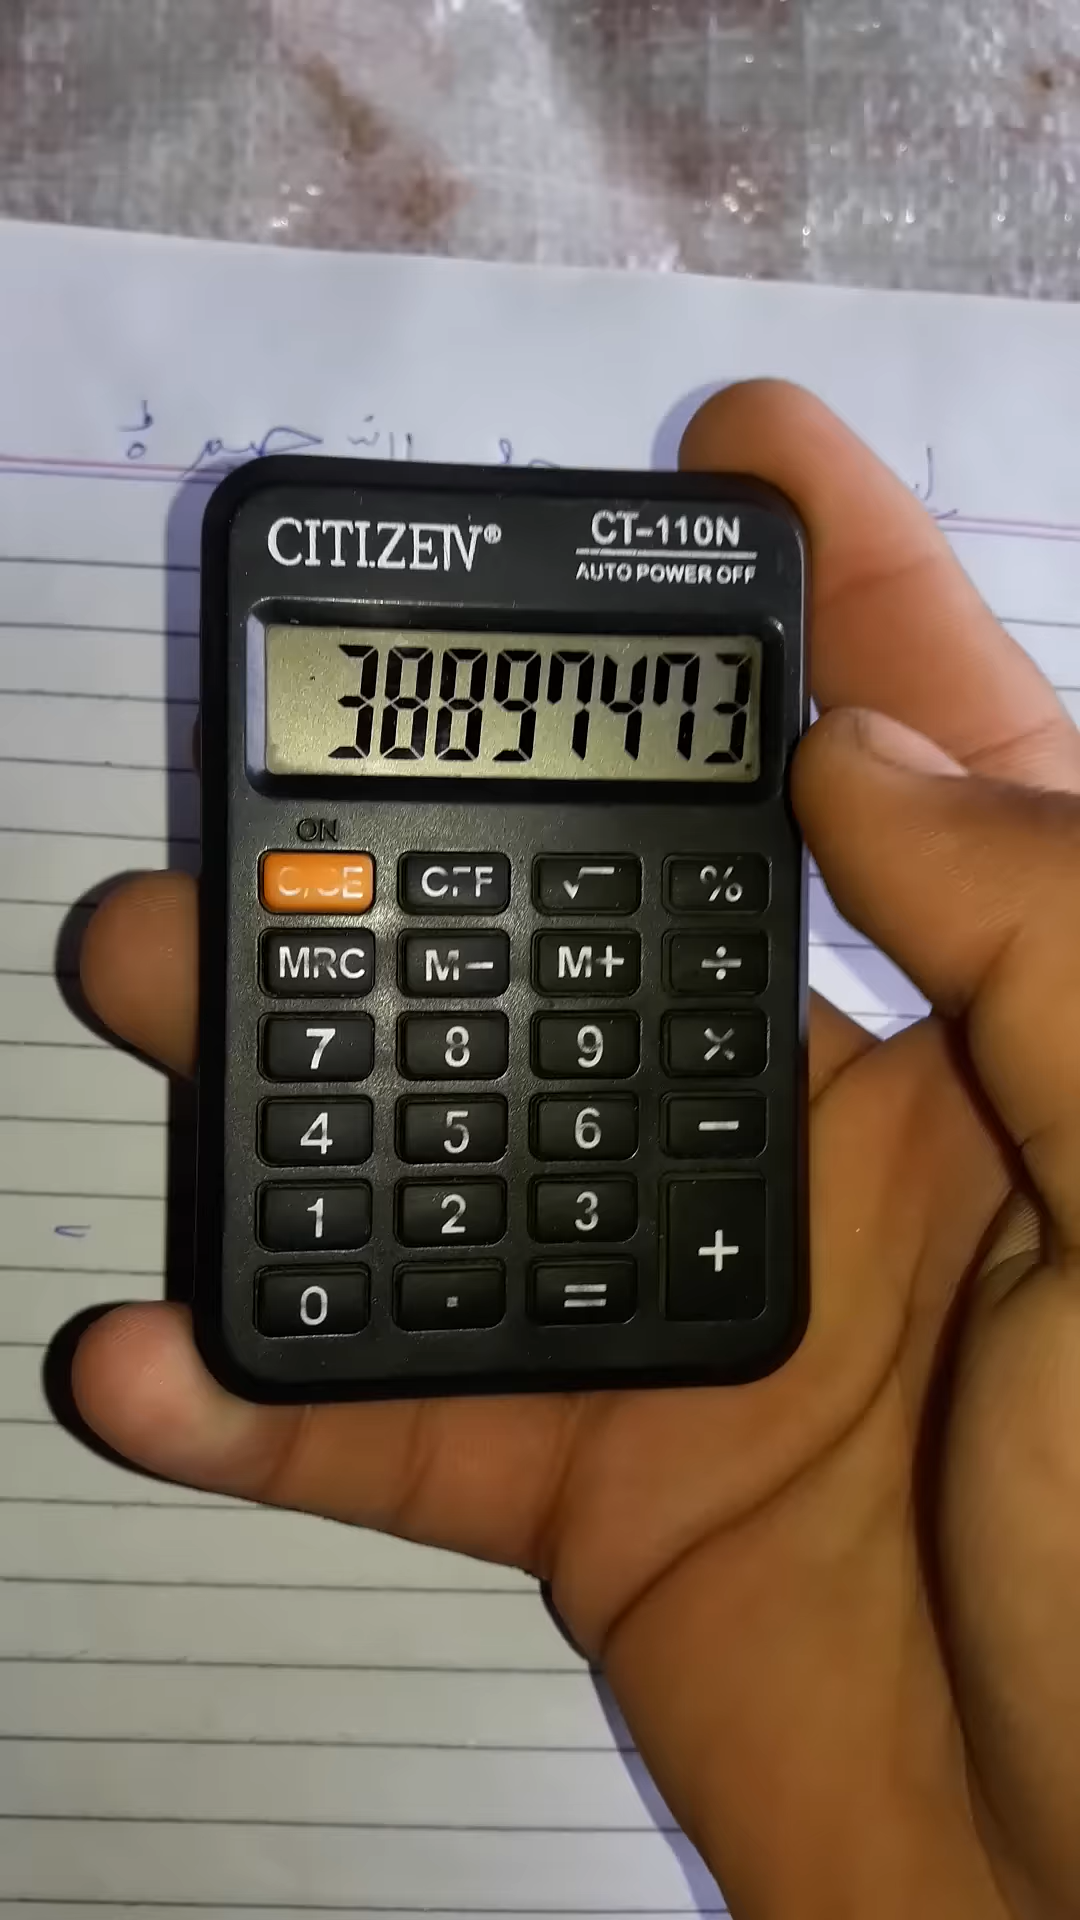 CITIZEN®
CT-110N
AUTO POWER OFF
38897473.
ON
C/CE OFF √ %
MRC M− M+ ÷
7 8 9 ×
4 5 6 −
1 2 3
+
0 . =